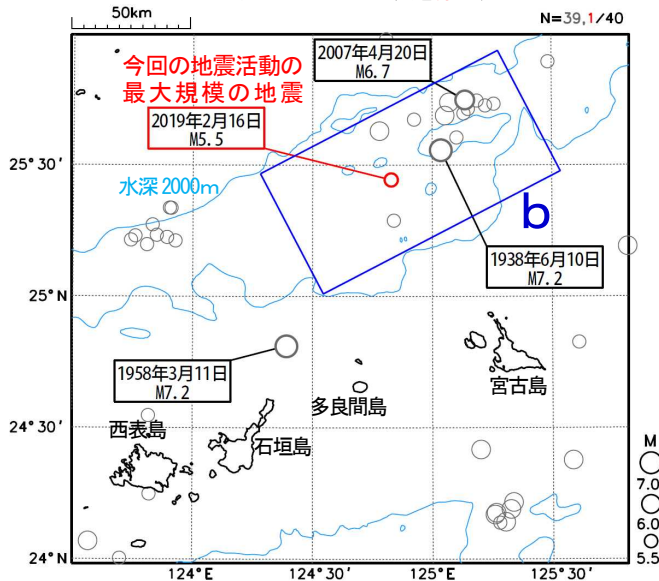 50km
N=39,1/40
2007年4月20日
M6.7
今回の地震活動の
最大規模の地震
2019年2月16日
M5.5
25°30′
水深2000m
b
1938年6月10日
M7.2
25°N
1958年3月11日
M7.2
宮古島
多良間島
24°30′
西表島
石垣島
M
7.0
6.0
5.5
24°N
124°E
124°30′
125°E
125°30′